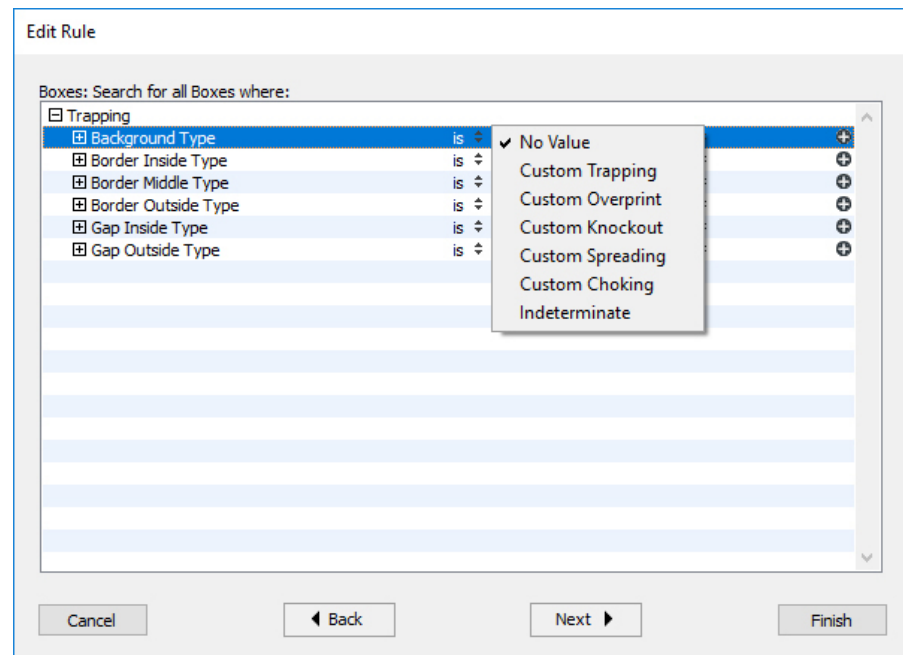 Edit Rule
Boxes: Search for all Boxes where:
Trapping
Background Type is
No Value
Border Inside Type is
Custom Trapping
Border Middle Type is
Custom Overprint
Border Outside Type is
Custom Knockout
Gap Inside Type is
Custom Spreading
Gap Outside Type is
Custom Choking
Indeterminate
Cancel Back Next Finish